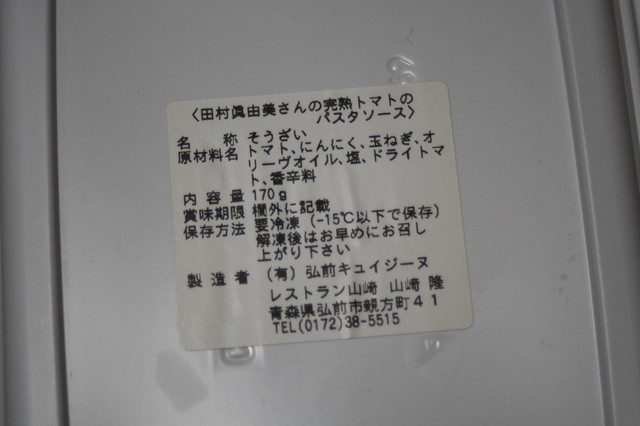 〈田村眞由美さんの完熟トマトの
パスタソース〉
名 称 そうざい
原材料名 トマト、にんにく、玉ねぎ、オ
リーヴオイル、塩、ドライトマ
ト、香辛料
内容量 170g
賞味期限 欄外に記載
保存方法 要冷凍(-15℃以下で保存)
解凍後はお早めにお召し
上がり下さい
製造者 (有)弘前キュイジーヌ
レストラン山崎 山崎 隆
青森県弘前市親方町41
TEL(0172)38-5515